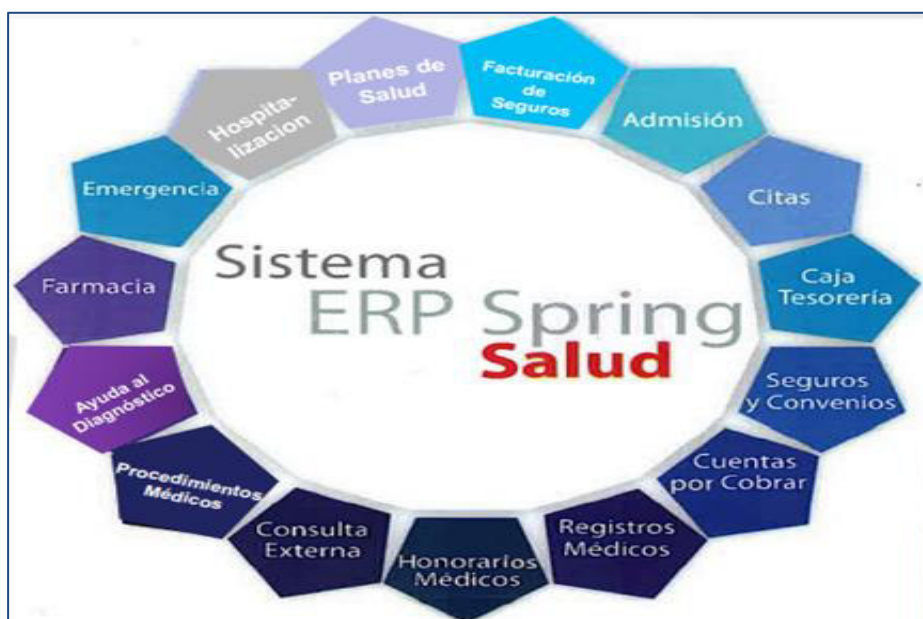 Planes de
Salud
Facturación
de
Seguros
Admisión
Citas
Caja
Tesorería
Seguros
y Convenios
Cuentas
por Cobrar
Registros
Médicos
Honorarios
Médicos
Consulta
Externa
Procedimientos
Médicos
Ayuda al
Diagnóstico
Farmacia
Emergencia
Hospita-
lizacion
Sistema
ERP Spring
Salud